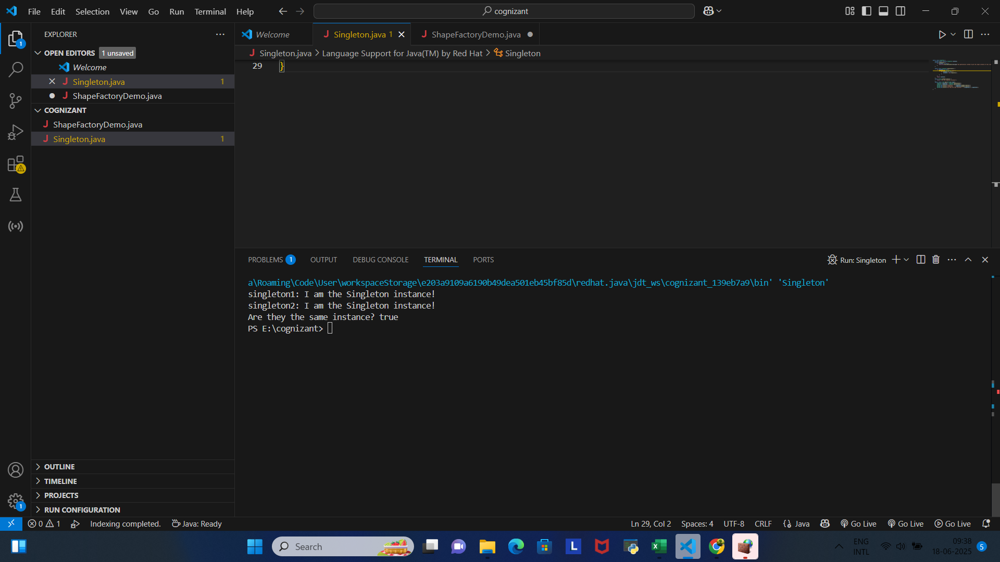 File Edit Selection View Go Run Terminal Help
cognizant
EXPLORER
Welcome
Singleton.java 1
ShapeFactoryDemo.java
OPEN EDITORS 1 unsaved
Welcome
Singleton.java 1
ShapeFactoryDemo.java
COGNIZANT
ShapeFactoryDemo.java
Singleton.java 1
Singleton.java > Language Support for Java(TM) by Red Hat > Singleton
29 }
PROBLEMS 1 OUTPUT DEBUG CONSOLE TERMINAL PORTS
Run: Singleton
a\Roaming\Code\User\workspaceStorage\e203a9109a6190b49dea501eb45bf85d\redhat.java\jdt_ws\cognizant_139eb7a9\bin' 'Singleton'
singleton1: I am the Singleton instance!
singleton2: I am the Singleton instance!
Are they the same instance? true
PS E:\cognizant>
OUTLINE
TIMELINE
PROJECTS
RUN CONFIGURATION
1
1
0 1 Indexing completed. Java: Ready
Ln 29, Col 2 Spaces: 4 UTF-8 CRLF Java Go Live Go Live Go Live
Search
L
ENG
INTL
09:38
18-06-2025
5